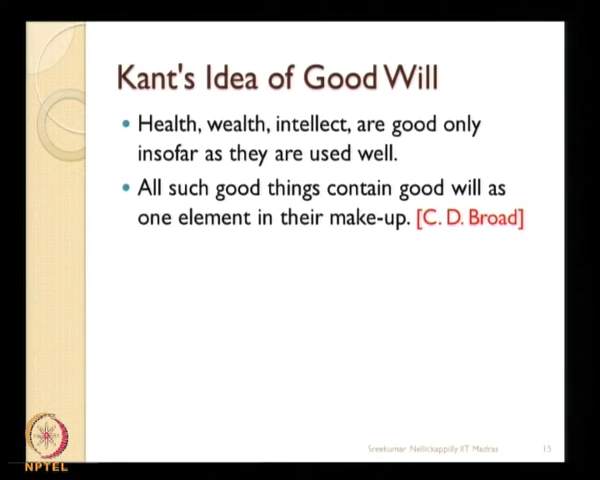 Kant's Idea of Good Will
• Health, wealth, intellect, are good only
insofar as they are used well.
• All such good things contain good will as
one element in their make-up. [C. D. Broad]
Sreekumar Nellickappilly IIT Madras 15
NPTEL